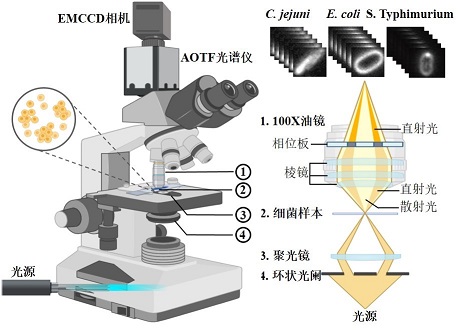 EMCCD相机
AOTF光谱仪
①
②
③
④
光源
C. jejuni E. coli S. Typhimurium
1. 100X油镜
直射光
相位板
棱镜
直射光
散射光
2. 细菌样本
3. 聚光镜
4. 环状光阑
光源